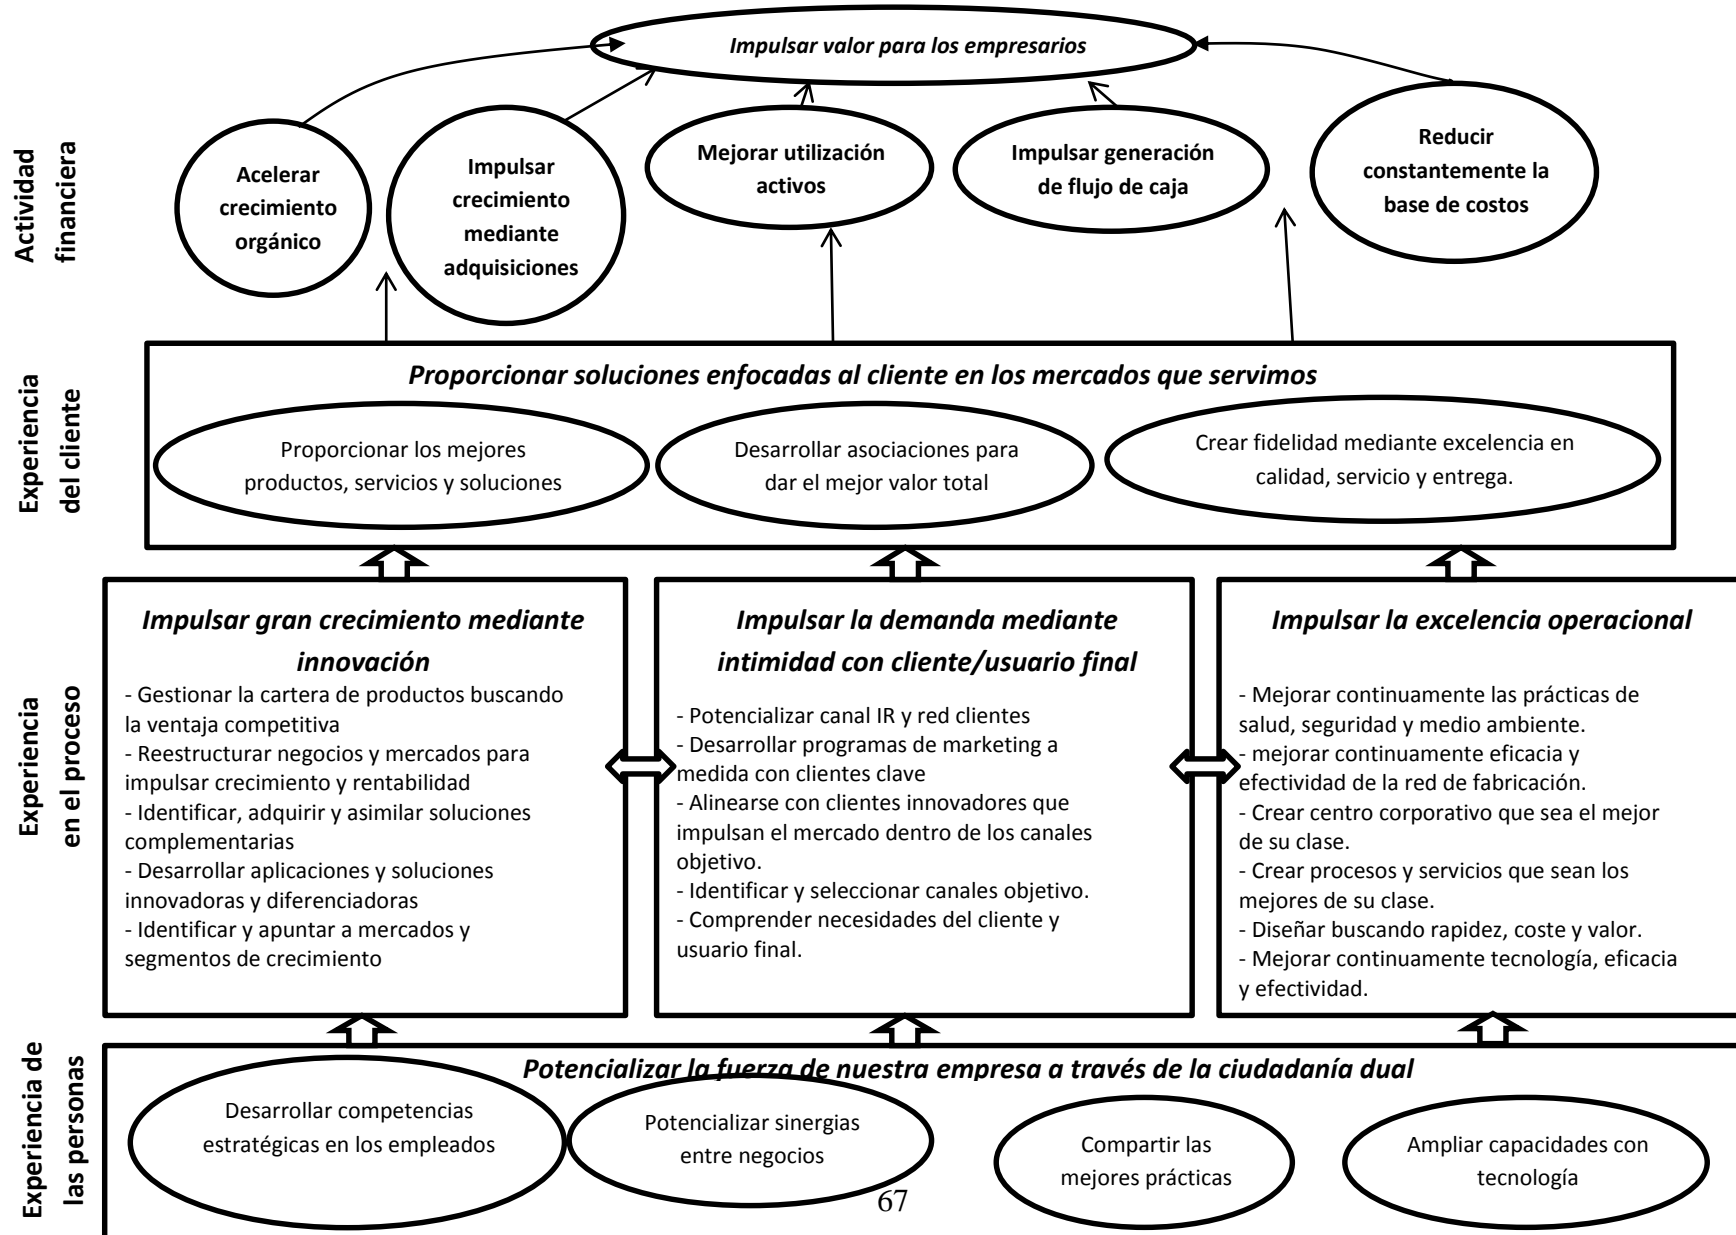 Impulsar valor para los empresarios
Actividad
financiera
Acelerar
crecimiento
orgánico
Impulsar
crecimiento
mediante
adquisiciones
Mejorar utilización
activos
Impulsar generación
de flujo de caja
Reducir
constantemente la
base de costos
Experiencia
del cliente
Proporcionar soluciones enfocadas al cliente en los mercados que servimos
Proporcionar los mejores
productos, servicios y soluciones
Desarrollar asociaciones para
dar el mejor valor total
Crear fidelidad mediante excelencia en
calidad, servicio y entrega.
Experiencia
en el proceso
Impulsar gran crecimiento mediante
innovación
- Gestionar la cartera de productos buscando
la ventaja competitiva
- Reestructurar negocios y mercados para
impulsar crecimiento y rentabilidad
- Identificar, adquirir y asimilar soluciones
complementarias
- Desarrollar aplicaciones y soluciones
innovadoras y diferenciadoras
- Identificar y apuntar a mercados y
segmentos de crecimiento
Impulsar la demanda mediante
intimidad con cliente/usuario final
- Potencializar canal IR y red clientes
- Desarrollar programas de marketing a
medida con clientes clave
- Alinearse con clientes innovadores que
impulsan el mercado dentro de los canales
objetivo.
- Identificar y seleccionar canales objetivo.
- Comprender necesidades del cliente y
usuario final.
Impulsar la excelencia operacional
- Mejorar continuamente las prácticas de
salud, seguridad y medio ambiente.
- mejorar continuamente eficacia y
efectividad de la red de fabricación.
- Crear centro corporativo que sea el mejor
de su clase.
- Crear procesos y servicios que sean los
mejores de su clase.
- Diseñar buscando rapidez, coste y valor.
- Mejorar continuamente tecnología, eficacia
y efectividad.
Experiencia de
las personas
Potencializar la fuerza de nuestra empresa a través de la ciudadanía dual
Desarrollar competencias
estratégicas en los empleados
Potencializar sinergias
entre negocios
Compartir las
mejores prácticas
Ampliar capacidades con
tecnología
67